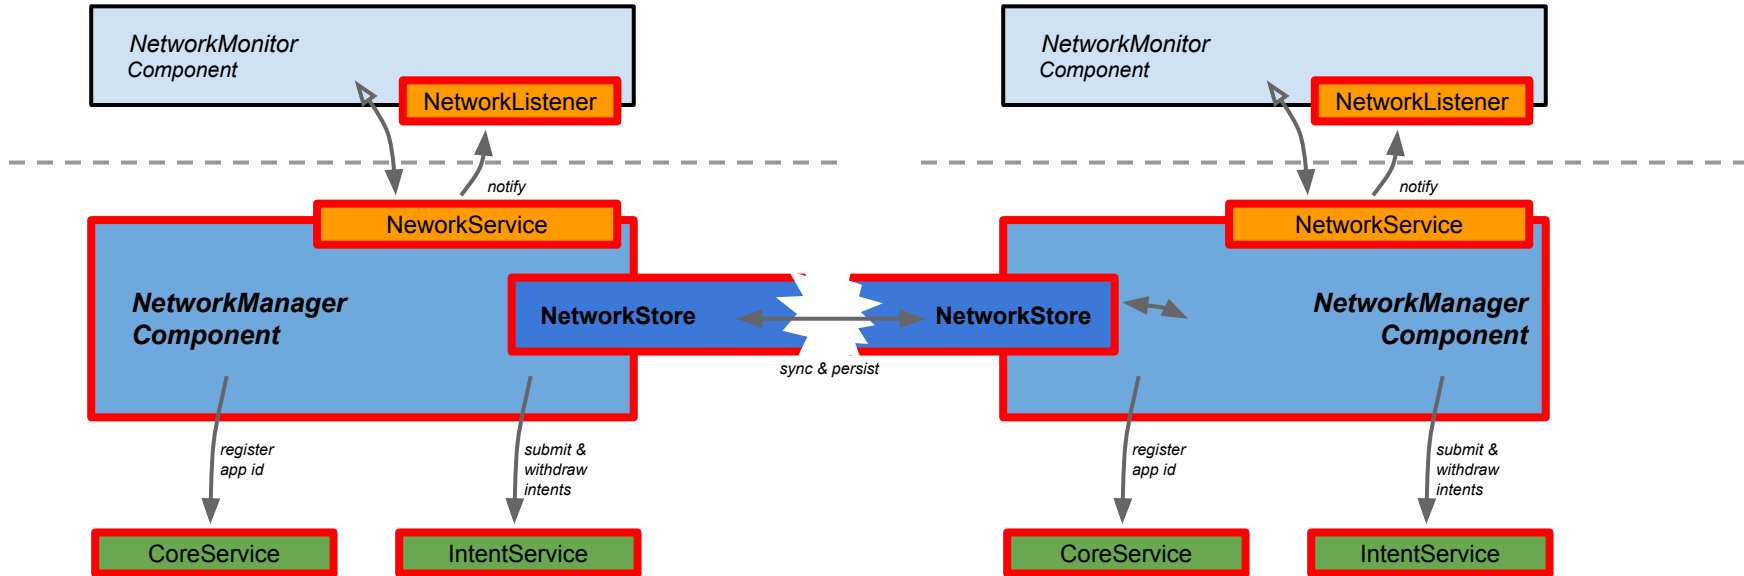 NetworkMonitor
Component
NetworkListener
notify
NeworkService
NetworkManager
Component
NetworkStore
register
app id
submit &
withdraw
intents
CoreService
IntentService
sync & persist
NetworkMonitor
Component
NetworkListener
notify
NetworkService
NetworkStore
NetworkManager
Component
register
app id
submit &
withdraw
intents
CoreService
IntentService